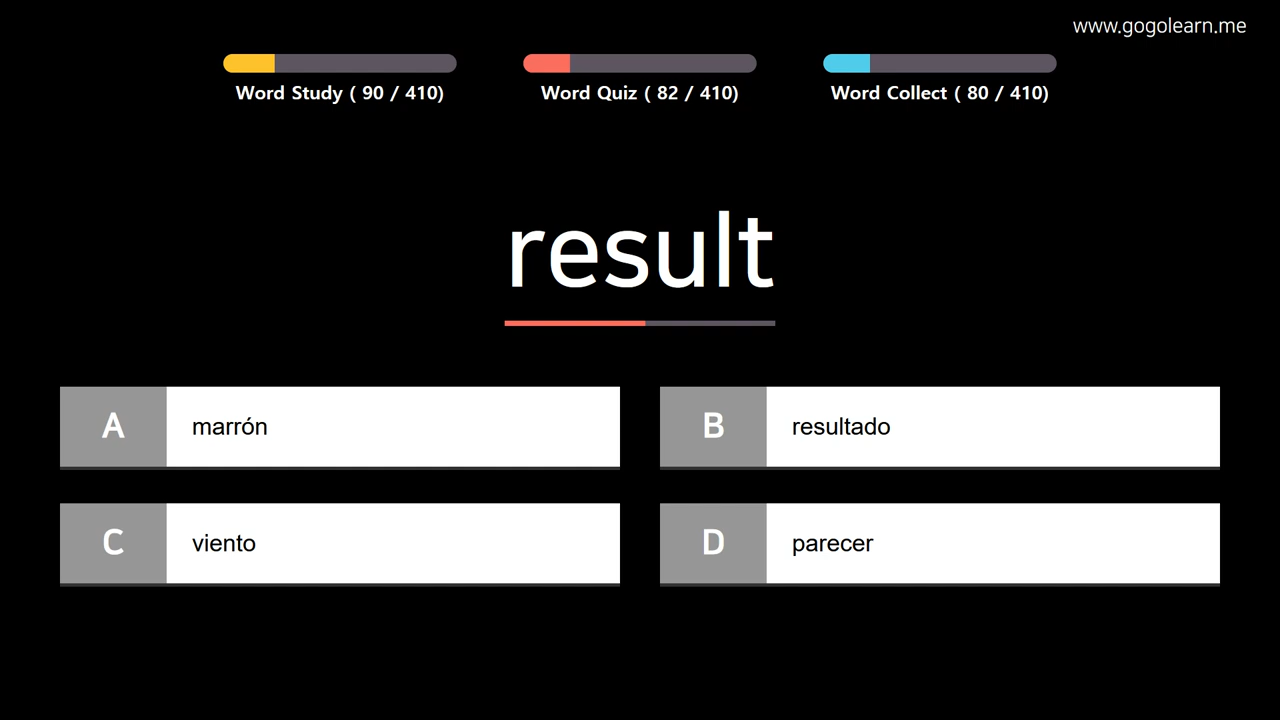 www.gogolearn.me
Word Study ( 90 / 410)
Word Quiz ( 82 / 410)
Word Collect ( 80 / 410)
result
A marrón
B resultado
C viento
D parecer